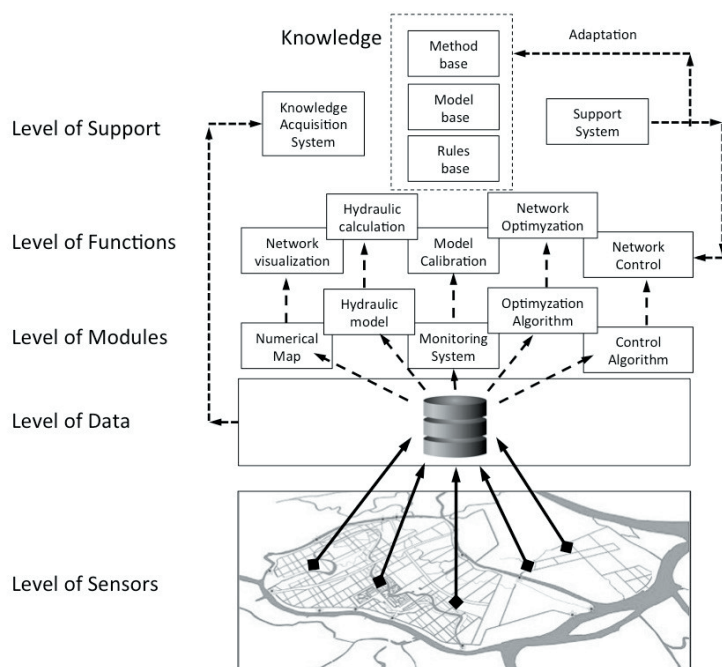 Knowledge
Method
base
Adaptation
Level of Support
Knowledge
Acquisition
System
Model
base
Support
System
Rules
base
Level of Functions
Hydraulic
calculation
Network
Optimyzation
Network
visualization
Model
Calibration
Network
Control
Level of Modules
Hydraulic
model
Optimyzation
Algorithm
Numerical
Map
Monitoring
System
Control
Algorithm
Level of Data
Level of Sensors